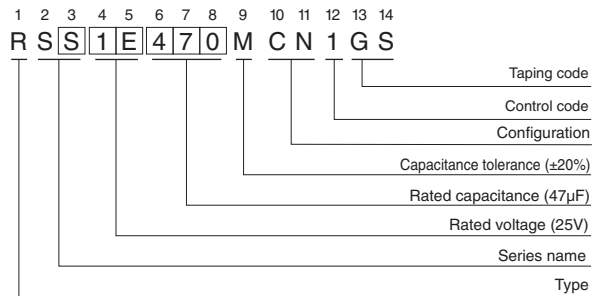 1 2 3 4 5 6 7 8 9 10 11 12 13 14
R S S 1 E 4 7 0 M C N 1 G S
Taping code
Control code
Configuration
Capacitance tolerance (±20%)
Rated capacitance (47µF)
Rated voltage (25V)
Series name
Type